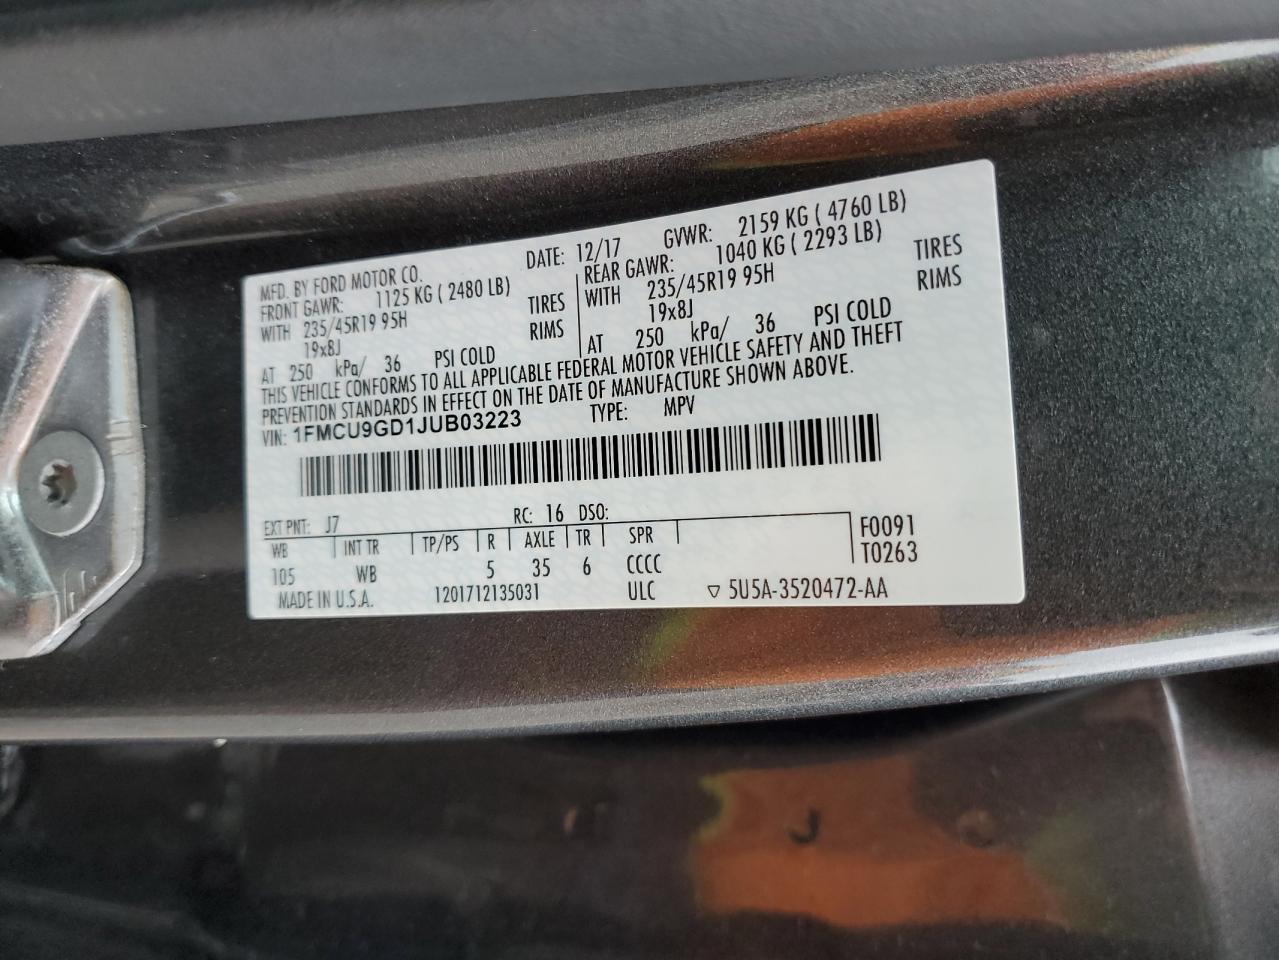 MFD. BY FORD MOTOR CO. DATE: 12/17 GVWR: 2159 KG ( 4760 LB)
FRONT GAWR: 1125 KG ( 2480 LB) REAR GAWR: 1040 KG ( 2293 LB)
WITH 235/45R19 95H TIRES WITH 235/45R19 95H TIRES
19x8J RIMS 19x8J RIMS
AT 250 kPa/ 36 PSI COLD AT 250 kPa/ 36 PSI COLD
THIS VEHICLE CONFORMS TO ALL APPLICABLE FEDERAL MOTOR VEHICLE SAFETY AND THEFT
PREVENTION STANDARDS IN EFFECT ON THE DATE OF MANUFACTURE SHOWN ABOVE.
VIN: 1FMCU9GD1JUB03223 TYPE: MPV
EXT PNT: J7 RC: 16 DSO:
WB INT TR TP/PS R AXLE TR SPR F0091
105 WB 5 35 6 CCCC T0263
MADE IN U.S.A. 1201712135031 ULC ▽ 5U5A-3520472-AA
J